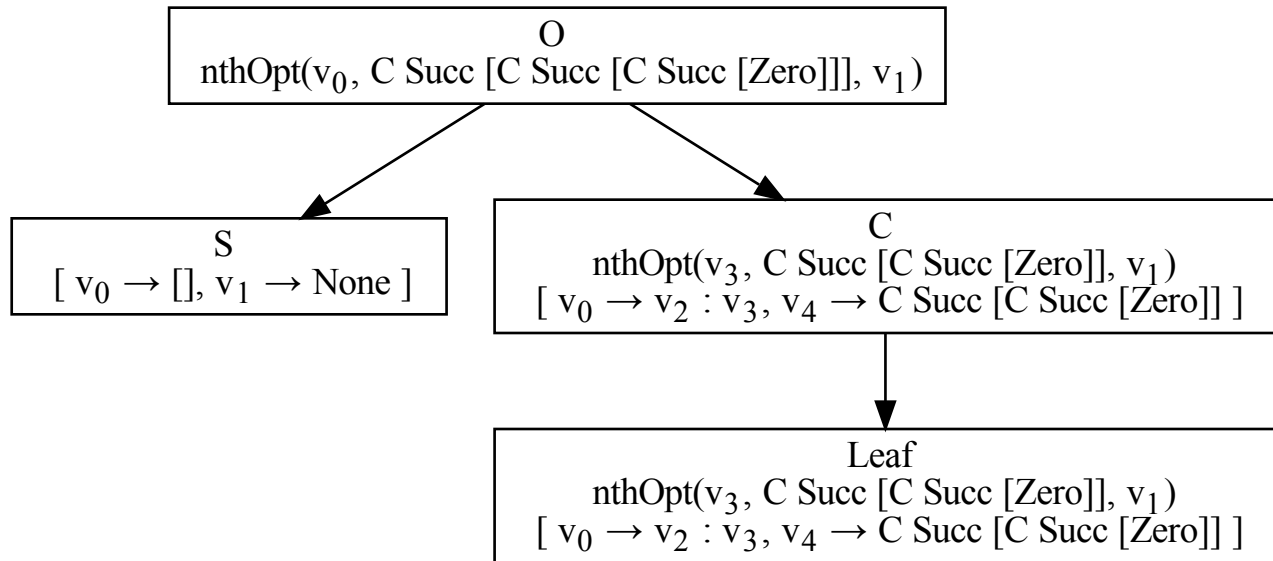 O
nthOpt(v₀, C Succ [C Succ [C Succ [Zero]]], v₁)
S
[ v₀ → [], v₁ → None ]
C
nthOpt(v₃, C Succ [C Succ [Zero]], v₁)
[ v₀ → v₂ : v₃, v₄ → C Succ [C Succ [Zero]] ]
Leaf
nthOpt(v₃, C Succ [C Succ [Zero]], v₁)
[ v₀ → v₂ : v₃, v₄ → C Succ [C Succ [Zero]] ]